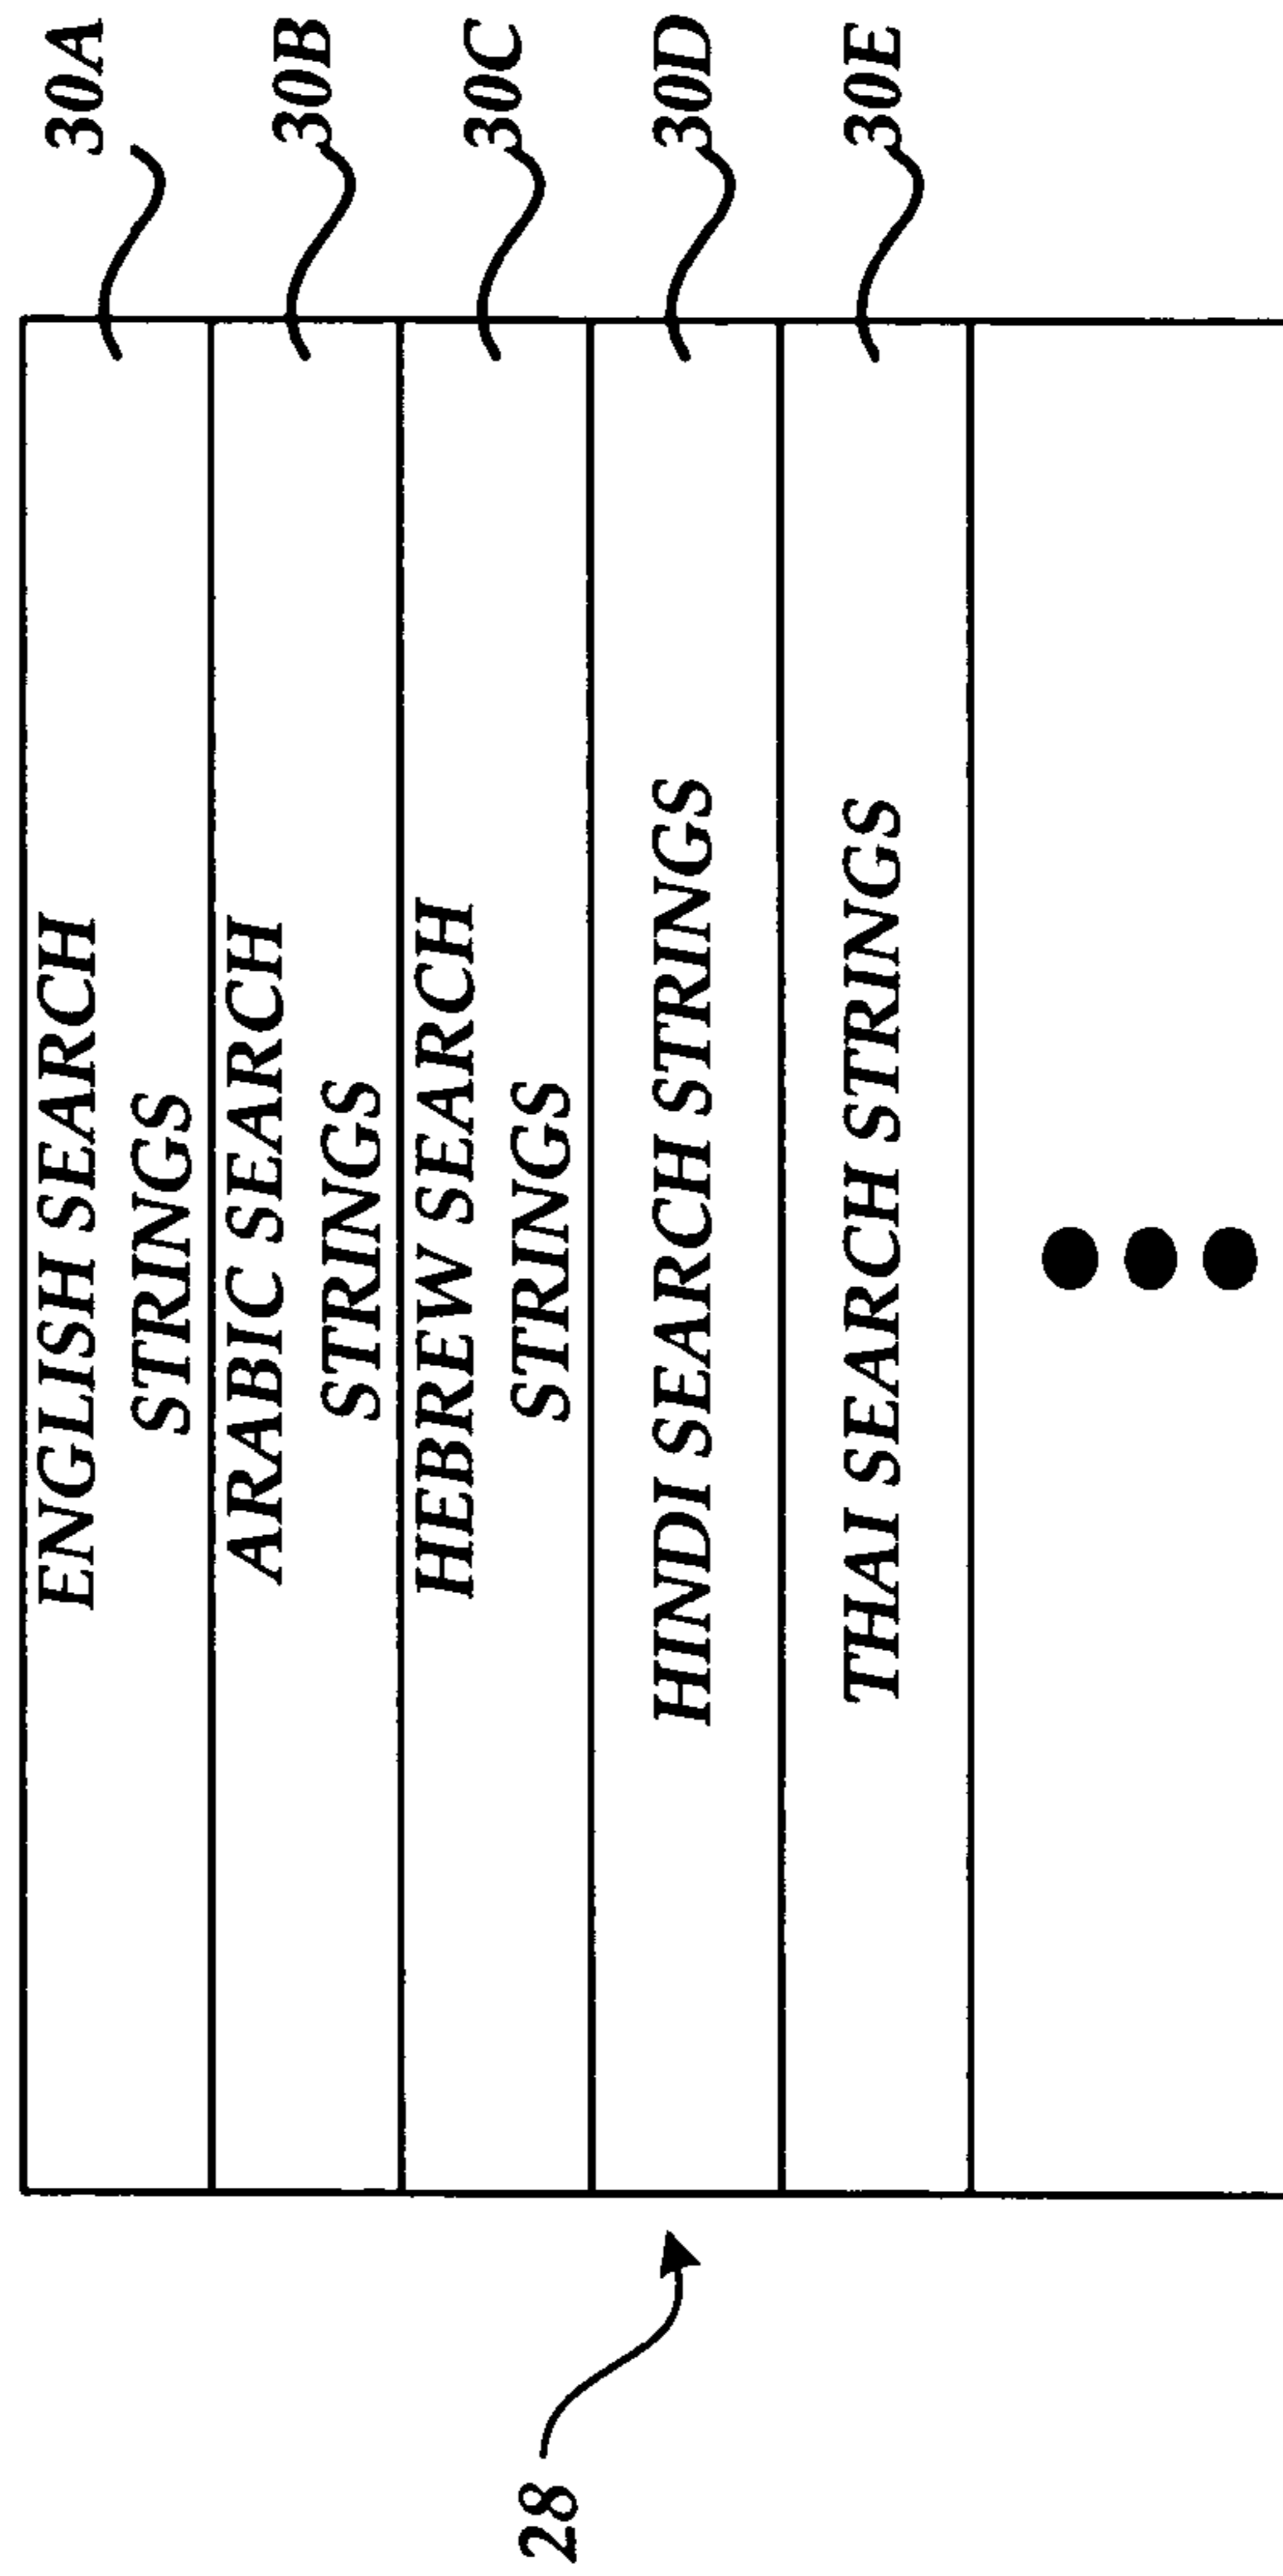 ENGLISH SEARCH
STRINGS
30A
ARABIC SEARCH
STRINGS
30B
HEBREW SEARCH
STRINGS
30C
28
HINDI SEARCH STRINGS
30D
THAI SEARCH STRINGS
30E